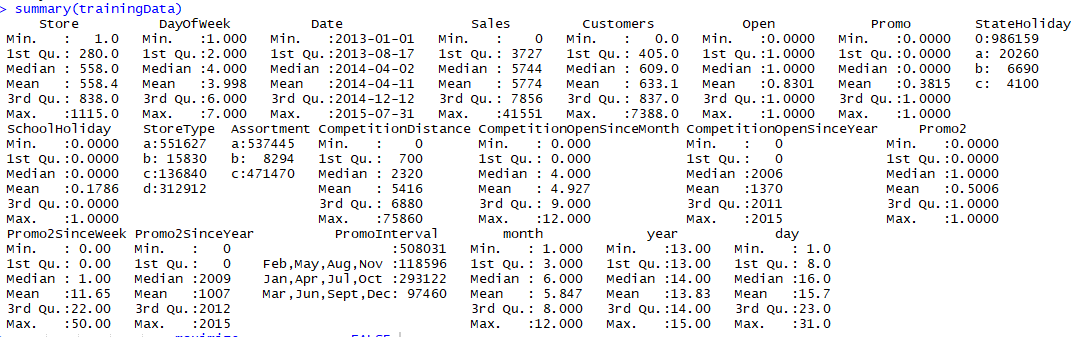 > summary(trainingData)
     Store          DayOfWeek          Date                Sales         Customers           Open            Promo        StateHoliday
 Min.   :   1.0   Min.   :1.000   Min.   :2013-01-01   Min.   :    0   Min.   :   0.0   Min.   :0.0000   Min.   :0.0000   0:986159
 1st Qu.: 280.0   1st Qu.:2.000   1st Qu.:2013-08-17   1st Qu.: 3727   1st Qu.: 405.0   1st Qu.:1.0000   1st Qu.:0.0000   a: 20260
 Median : 558.0   Median :4.000   Median :2014-04-02   Median : 5744   Median : 609.0   Median :1.0000   Median :0.0000   b:  6690
 Mean   : 558.4   Mean   :3.998   Mean   :2014-04-11   Mean   : 5774   Mean   : 633.1   Mean   :0.8301   Mean   :0.3815   c:  4100
 3rd Qu.: 838.0   3rd Qu.:6.000   3rd Qu.:2014-12-12   3rd Qu.: 7856   3rd Qu.: 837.0   3rd Qu.:1.0000   3rd Qu.:1.0000
 Max.   :1115.0   Max.   :7.000   Max.   :2015-07-31   Max.   :41551   Max.   :7388.0   Max.   :1.0000   Max.   :1.0000
 SchoolHoliday    StoreType  Assortment CompetitionDistance CompetitionOpenSinceMonth CompetitionOpenSinceYear     Promo2
 Min.   :0.0000   a:551627   a:537445   Min.   :    0       Min.   : 0.000            Min.   :   0             Min.   :0.0000
 1st Qu.:0.0000   b: 15830   b:  8294   1st Qu.:  700       1st Qu.: 0.000            1st Qu.:   0             1st Qu.:0.0000
 Median :0.0000   c:136840   c:471470   Median : 2320       Median : 4.000            Median :2006             Median :1.0000
 Mean   :0.1786   d:312912              Mean   : 5416       Mean   : 4.927            Mean   :1370             Mean   :0.5006
 3rd Qu.:0.0000                         3rd Qu.: 6880       3rd Qu.: 9.000            3rd Qu.:2011             3rd Qu.:1.0000
 Max.   :1.0000                         Max.   :75860       Max.   :12.000            Max.   :2015             Max.   :1.0000
 Promo2SinceWeek Promo2SinceYear          PromoInterval        month             year            day
 Min.   : 0.00   Min.   :   0                    :508031   Min.   : 1.000   Min.   :13.00   Min.   : 1.0
 1st Qu.: 0.00   1st Qu.:   0    Feb,May,Aug,Nov :118596   1st Qu.: 3.000   1st Qu.:13.00   1st Qu.: 8.0
 Median : 1.00   Median :2009    Jan,Apr,Jul,Oct :293122   Median : 6.000   Median :14.00   Median :16.0
 Mean   :11.65   Mean   :1007    Mar,Jun,Sept,Dec: 97460   Mean   : 5.847   Mean   :13.83   Mean   :15.7
 3rd Qu.:22.00   3rd Qu.:2012                              3rd Qu.: 8.000   3rd Qu.:14.00   3rd Qu.:23.0
 Max.   :50.00   Max.   :2015                              Max.   :12.000   Max.   :15.00   Max.   :31.0